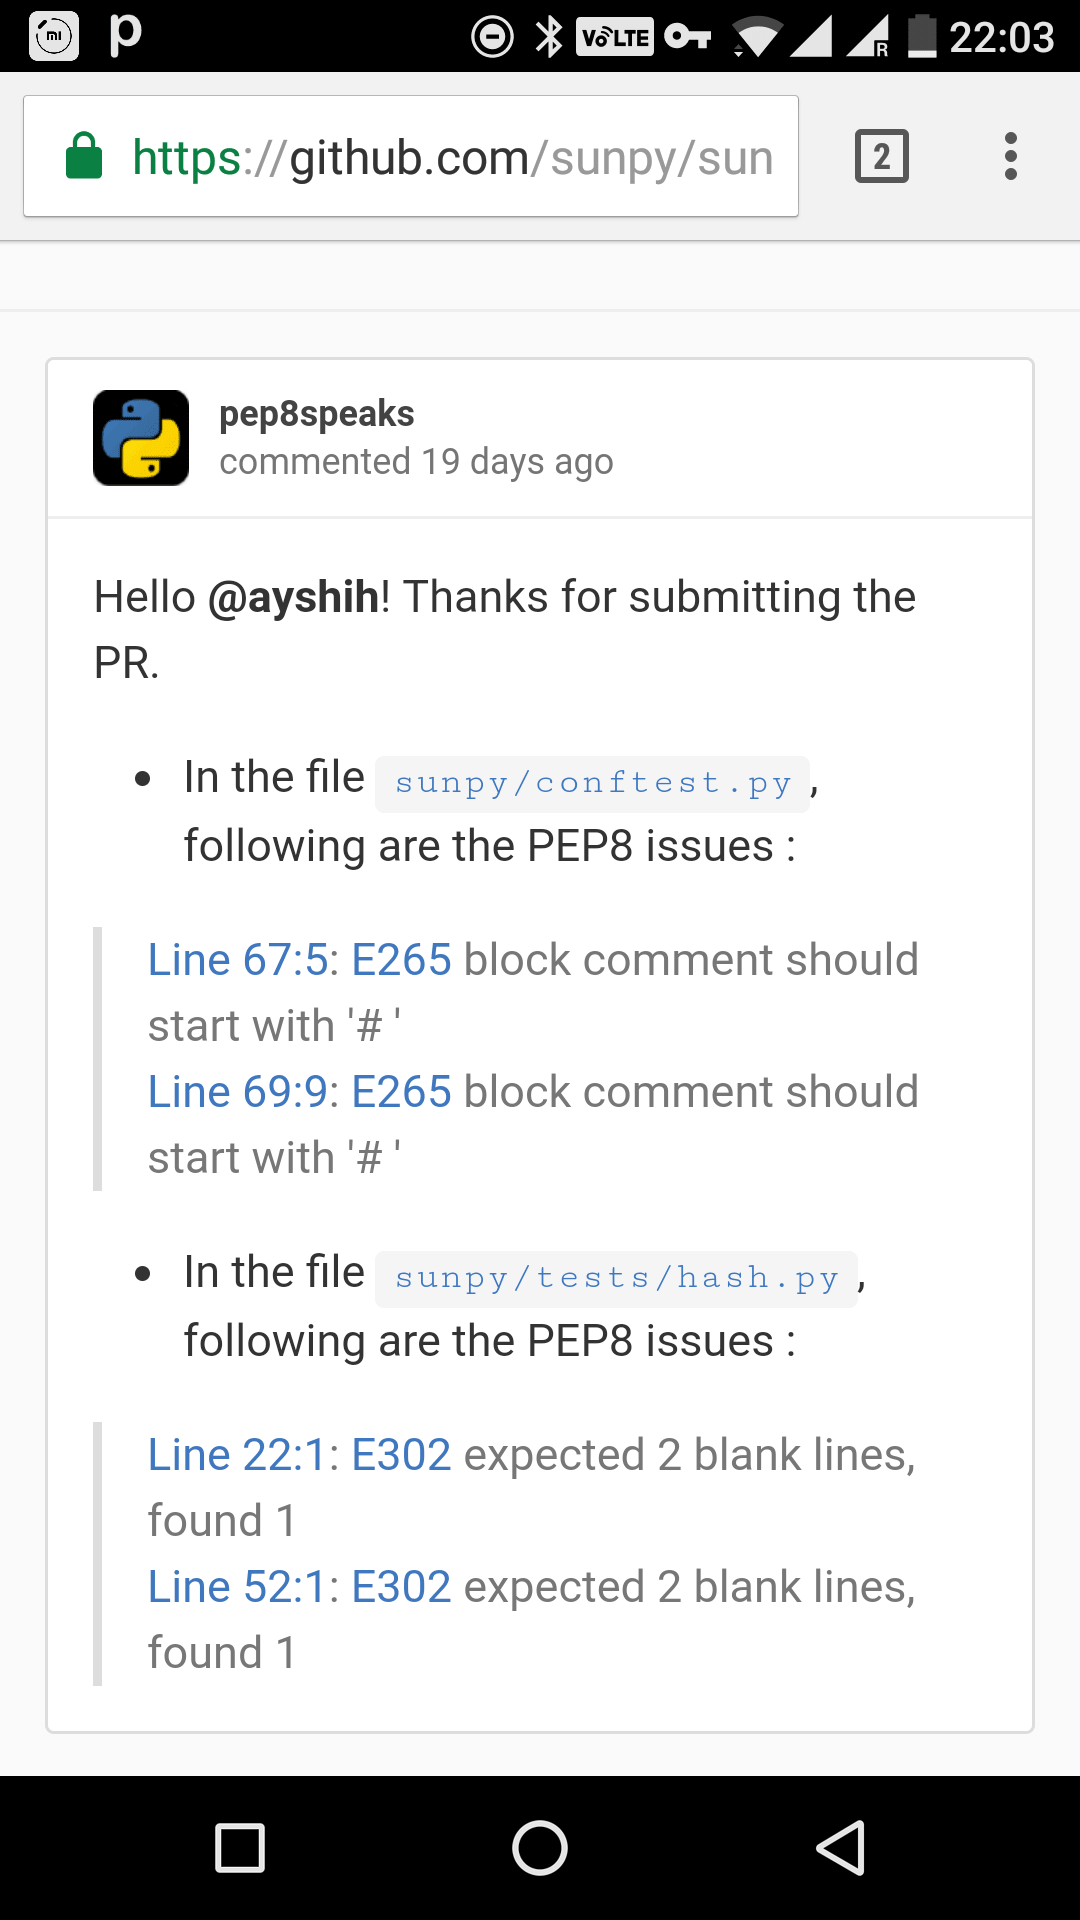 mi p VoLTE R 22:03
https://github.com/sunpy/sun 2
pep8speaks
commented 19 days ago
Hello @ayshih! Thanks for submitting the
PR.
In the file sunpy/conftest.py,
following are the PEP8 issues :
Line 67:5: E265 block comment should
start with '# '
Line 69:9: E265 block comment should
start with '# '
In the file sunpy/tests/hash.py,
following are the PEP8 issues :
Line 22:1: E302 expected 2 blank lines,
found 1
Line 52:1: E302 expected 2 blank lines,
found 1